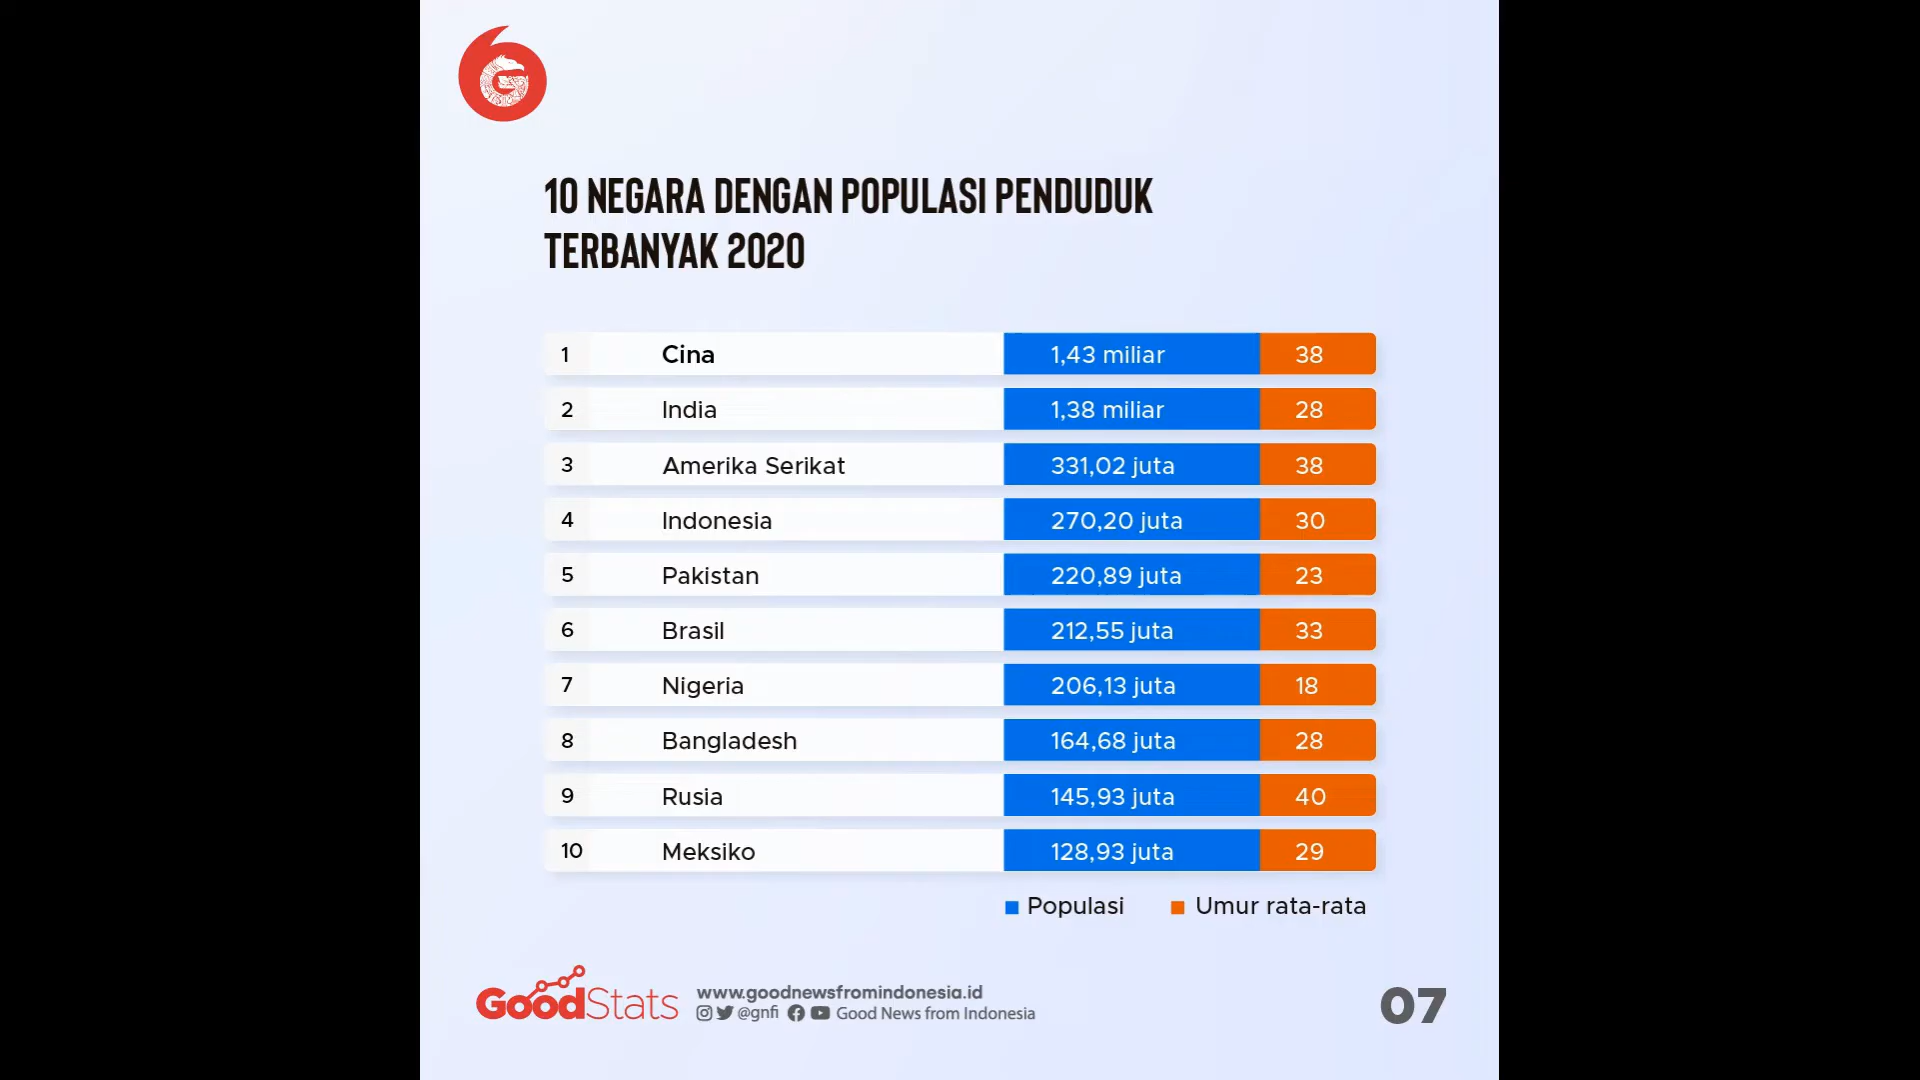 10 NEGARA DENGAN POPULASI PENDUDUK
TERBANYAK 2020
1 Cina 1,43 miliar 38
2 India 1,38 miliar 28
3 Amerika Serikat 331,02 juta 38
4 Indonesia 270,20 juta 30
5 Pakistan 220,89 juta 23
6 Brasil 212,55 juta 33
7 Nigeria 206,13 juta 18
8 Bangladesh 164,68 juta 28
9 Rusia 145,93 juta 40
10 Meksiko 128,93 juta 29
Populasi Umur rata-rata
GoodStats
www.goodnewsfromindonesia.id
@gnfi Good News from Indonesia
07